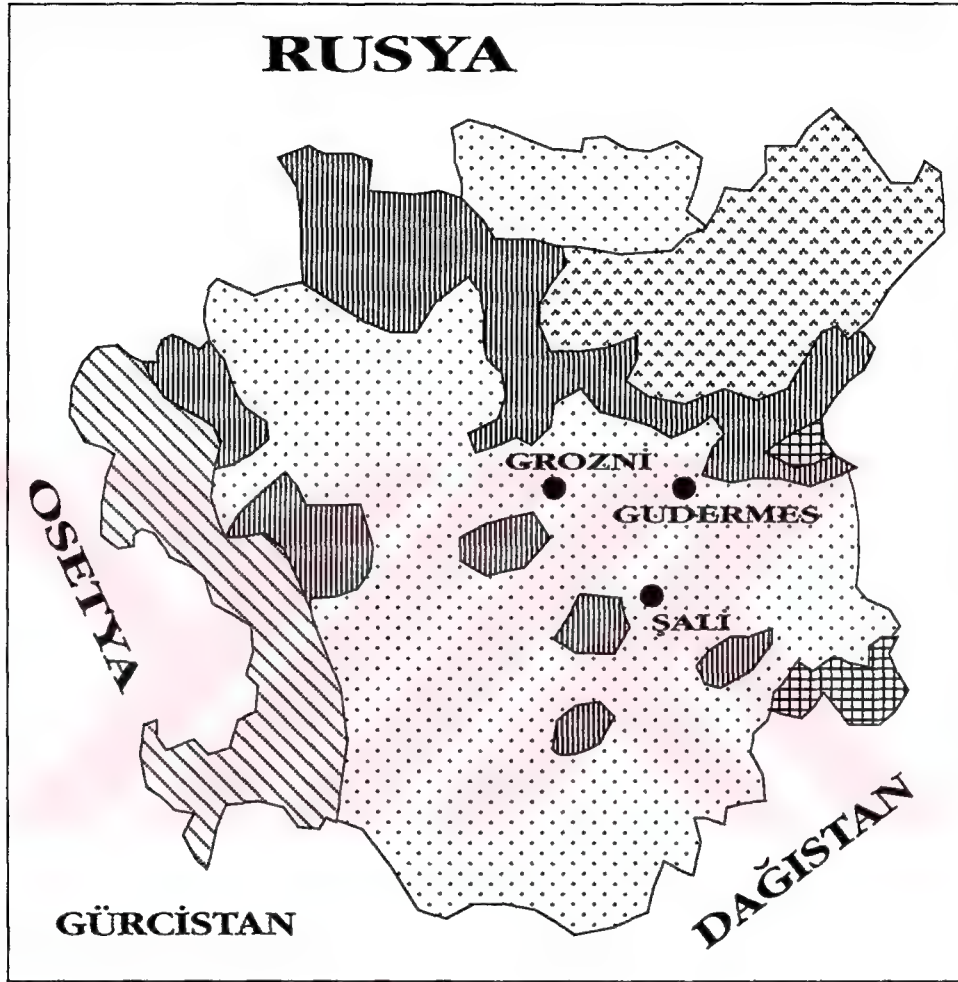 RUSYA
GROZNİ
GUDERMES
OSETYA
ŞALİ
DAĞISTAN
GÜRCİSTAN